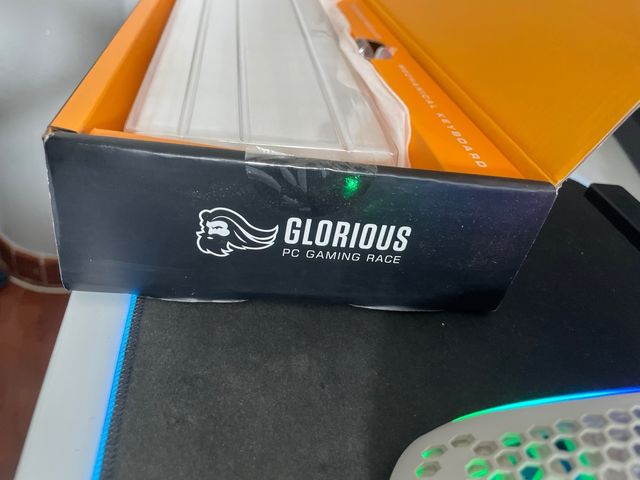 MECHANICAL KEYBOARD
GLORIOUS
PC GAMING RACE